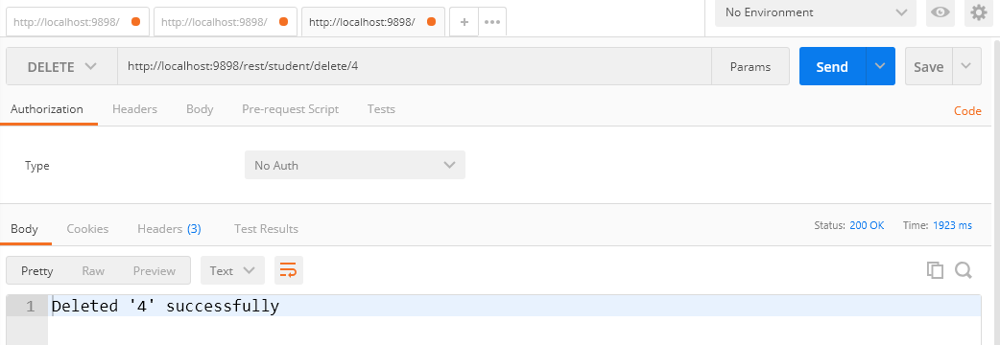 http://localhost:9898/ http://localhost:9898/ http://localhost:9898/ + ••• No Environment
DELETE http://localhost:9898/rest/student/delete/4 Params Send Save
Authorization Headers Body Pre-request Script Tests Code
Type No Auth
Body Cookies Headers (3) Test Results Status: 200 OK Time: 1923 ms
Pretty Raw Preview Text
1 Deleted '4' successfully